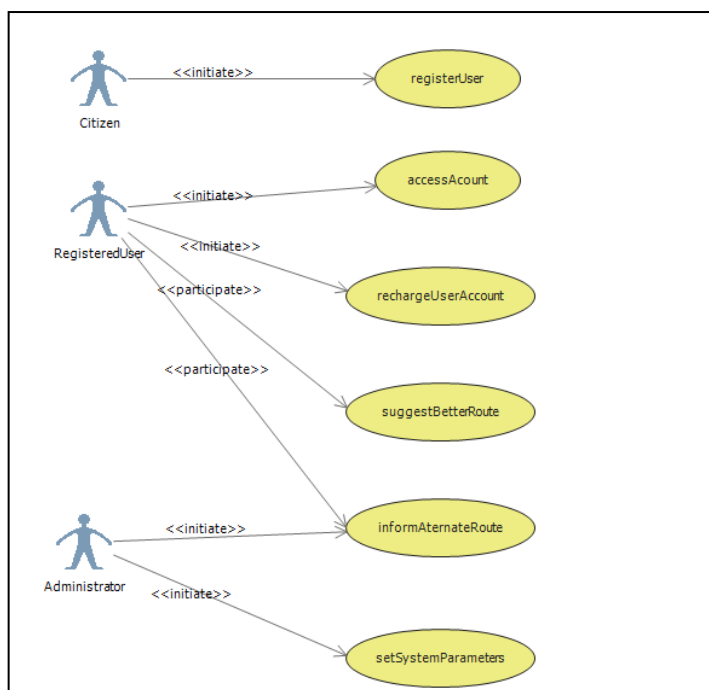 <<initiate>>
registerUser
Citizen
accessAcount
<<initiate>>
RegisteredUser
<<initiate>>
<<participate>>
rechargeUserAccount
<<participate>>
suggestBetterRoute
<<initiate>>
informAternateRoute
Administrator
<<initiate>>
setSystemParameters